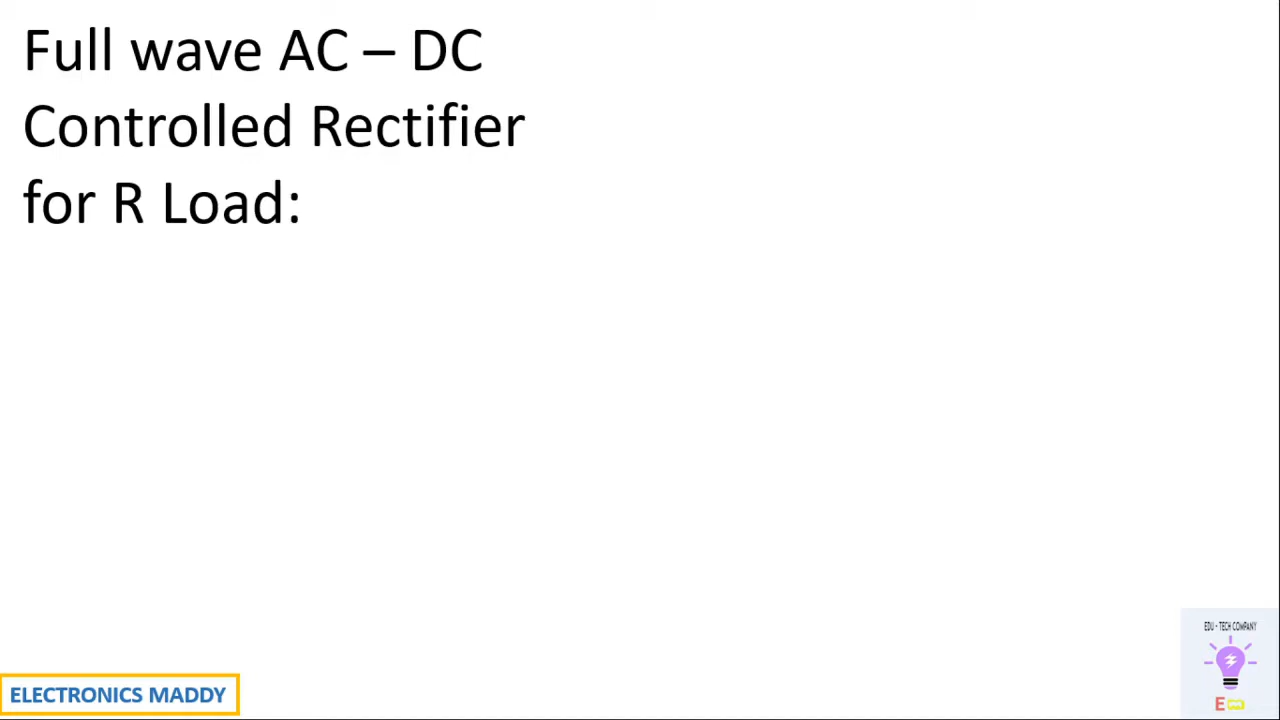 Full wave AC – DC
Controlled Rectifier
for R Load:
EDU - TECH COMPANY
E
ELECTRONICS MADDY